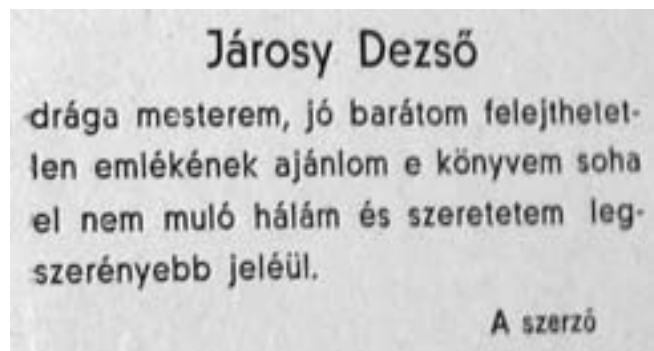 Járosy Dezső
drága mesterem, jó barátom felejthetet-
len emlékének ajánlom e könyvem soha
el nem muló hálám és szeretetem leg-
szerényebb jeléül.
A szerző